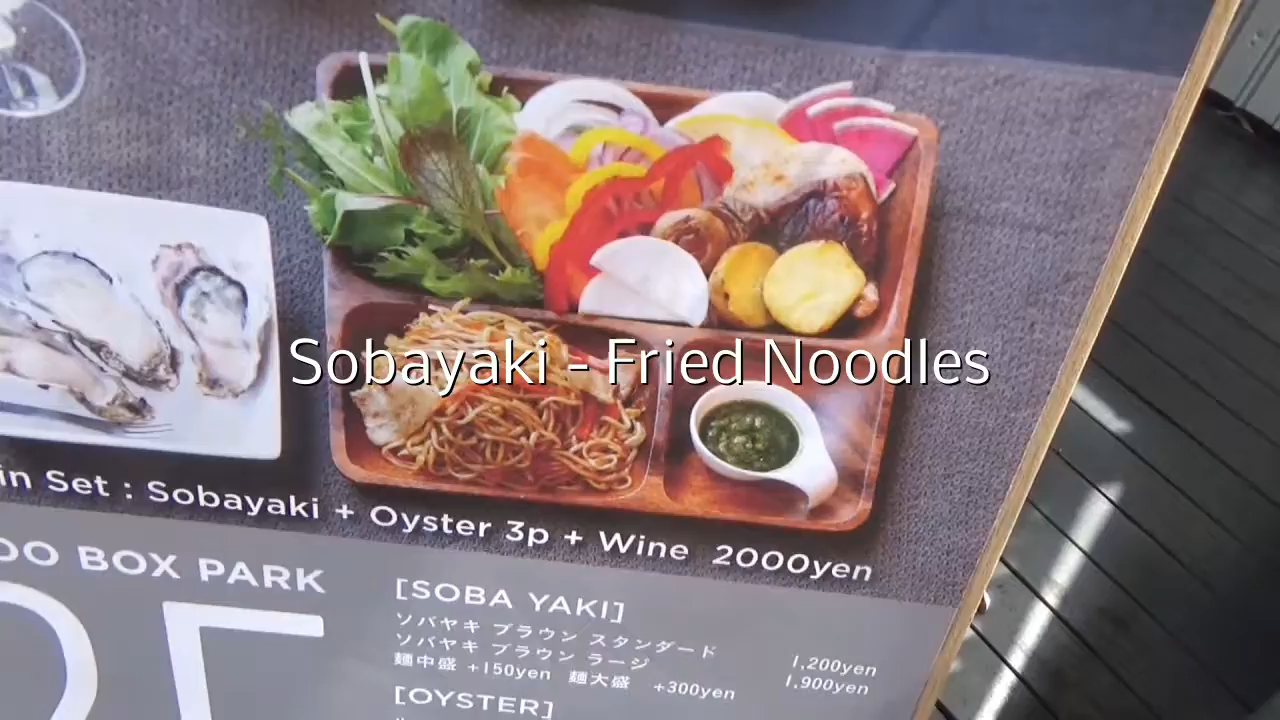 Sobayaki - Fried Noodles
in Set : Sobayaki + Oyster 3p + Wine 2000yen
OO BOX PARK
[SOBA YAKI]
ソバヤキ ブラウン スタンダード 1,200yen
ソバヤキ ブラウン ラージ 1,900yen
麺中盛 +150yen 麺大盛 +300yen
[OYSTER]